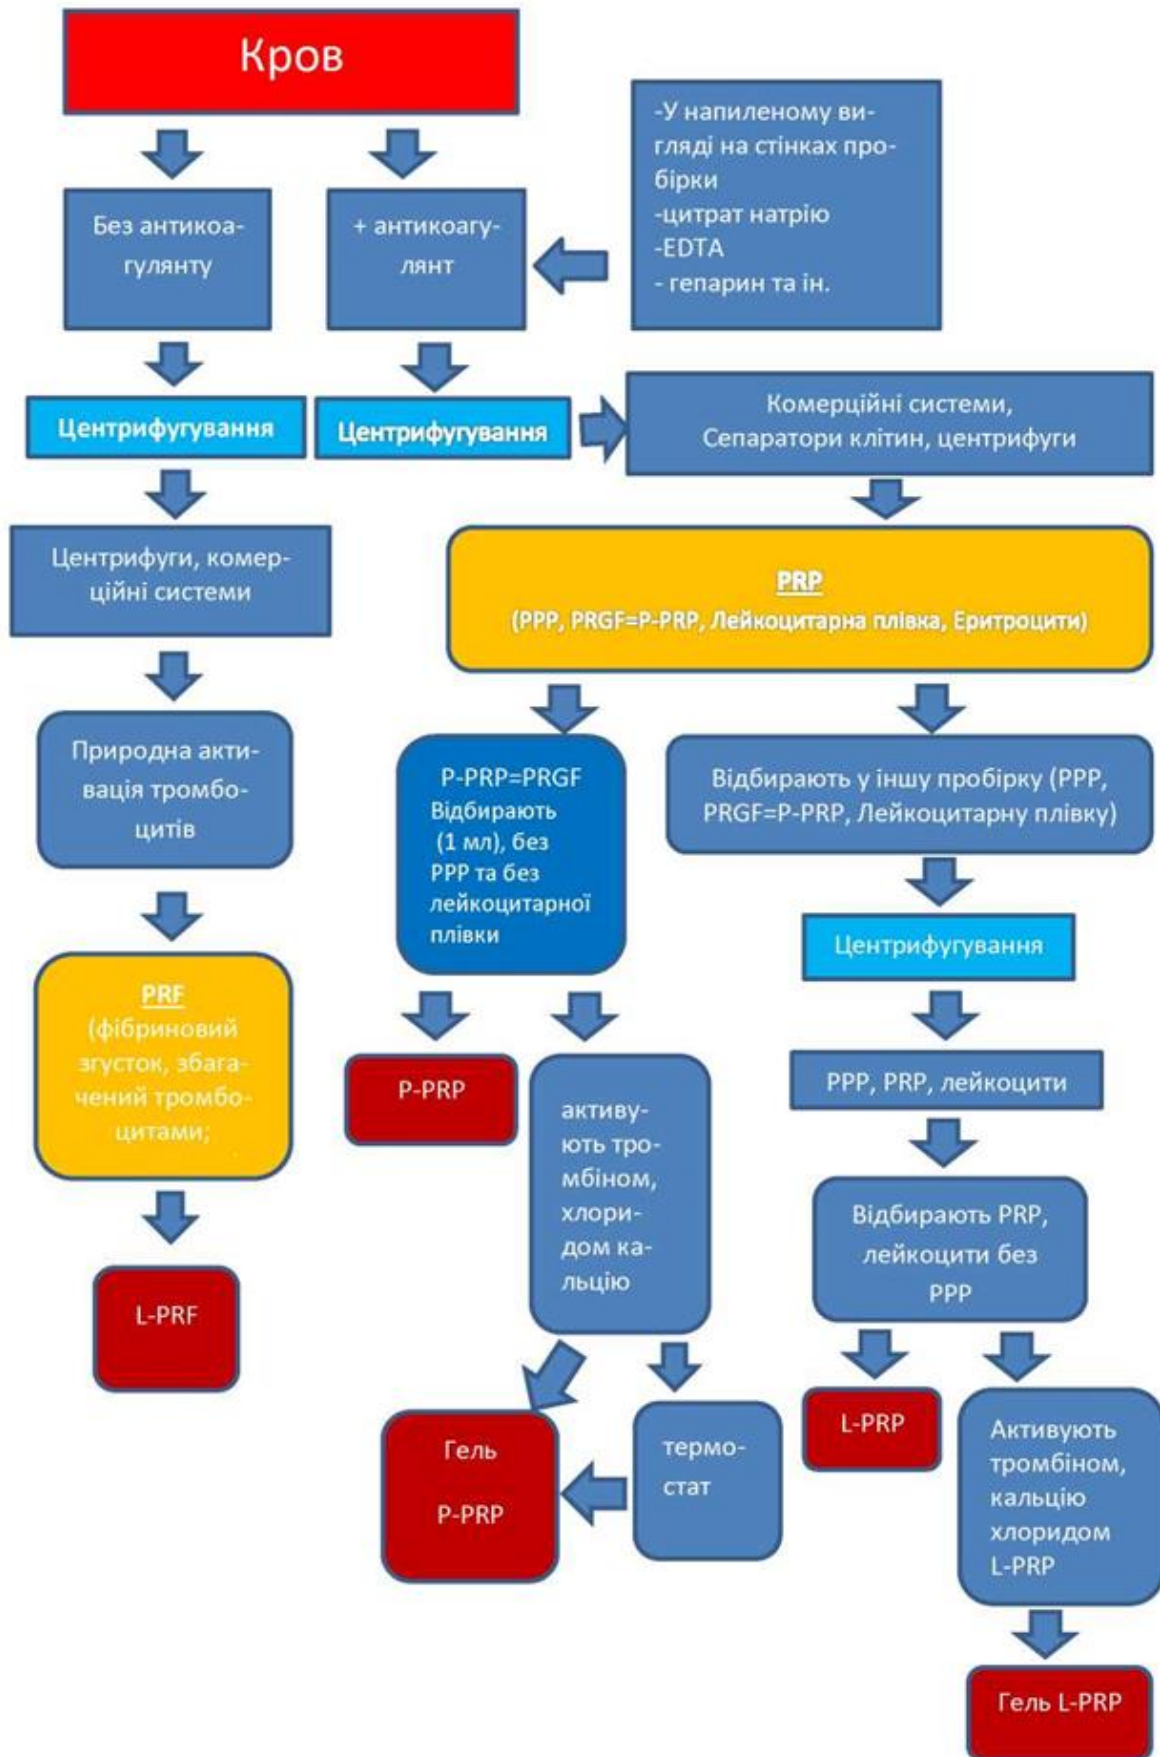 Кров
-У напиленому ви-
гляді на стінках про-
бірки
-цитрат натрію
-EDTA
- гепарин та ін.
Без антикоа-
гулянту
+ антикоагу-
лянт
Центрифугування
Центрифугування
Комерційні системи,
Сепаратори клітин, центрифуги
Центрифуги, комер-
ційні системи
PRP
(PPP, PRGF=P-PRP, Лейкоцитарна плівка, Еритроцити)
Природна акти-
вація тромбо-
цитів
P-PRP=PRGF
Відбирають
(1 мл), без
PPP та без
лейкоцитарної
плівки
Відбирають у іншу пробірку (PPP,
PRGF=P-PRP, Лейкоцитарну плівку)
Центрифугування
PRF
(фібриновий
згусток, збага-
чений тромбо-
цитами;
P-PRP
активу-
ють тро-
мбіном,
хлори-
дом ка-
льцію
PPP, PRP, лейкоцити
Відбирають PRP,
лейкоцити без
PPP
L-PRF
L-PRP
Активують
тромбіном,
кальцію
хлоридом
L-PRP
Гель
P-PRP
термо-
стат
Гель L-PRP